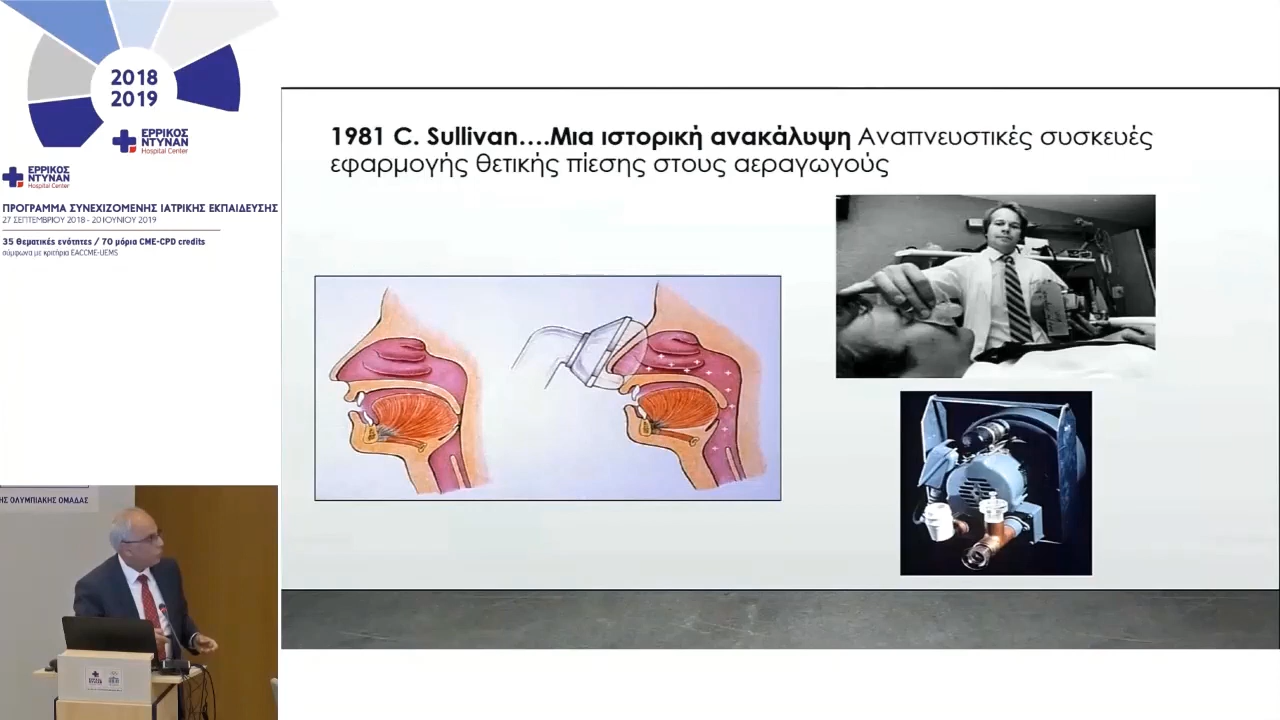 2018
2019
ΕΡΡΙΚΟΣ
ΝΤΥΝΑΝ
Hospital Center
ΕΡΡΙΚΟΣ
ΝΤΥΝΑΝ
Hospital Center
ΠΡΟΓΡΑΜΜΑ ΣΥΝΕΧΙΖΟΜΕΝΗΣ ΙΑΤΡΙΚΗΣ ΕΚΠΑΙΔΕΥΣΗΣ
27 ΣΕΠΤΕΜΒΡΙΟΥ 2018 - 20 ΙΟΥΝΙΟΥ 2019
35 Θεματικές ενότητες / 70 μόρια CME-CPD credits
σύμφωνα με κριτήρια EACCME-UEMS
1981 C. Sullivan....Μια ιστορική ανακάλυψη Αναπνευστικές συσκευές
εφαρμογής θετικής πίεσης στους αεραγωγούς
ΗΣ ΟΛΥΜΠΙΑΚΗΣ ΟΜΑΔΑΣ